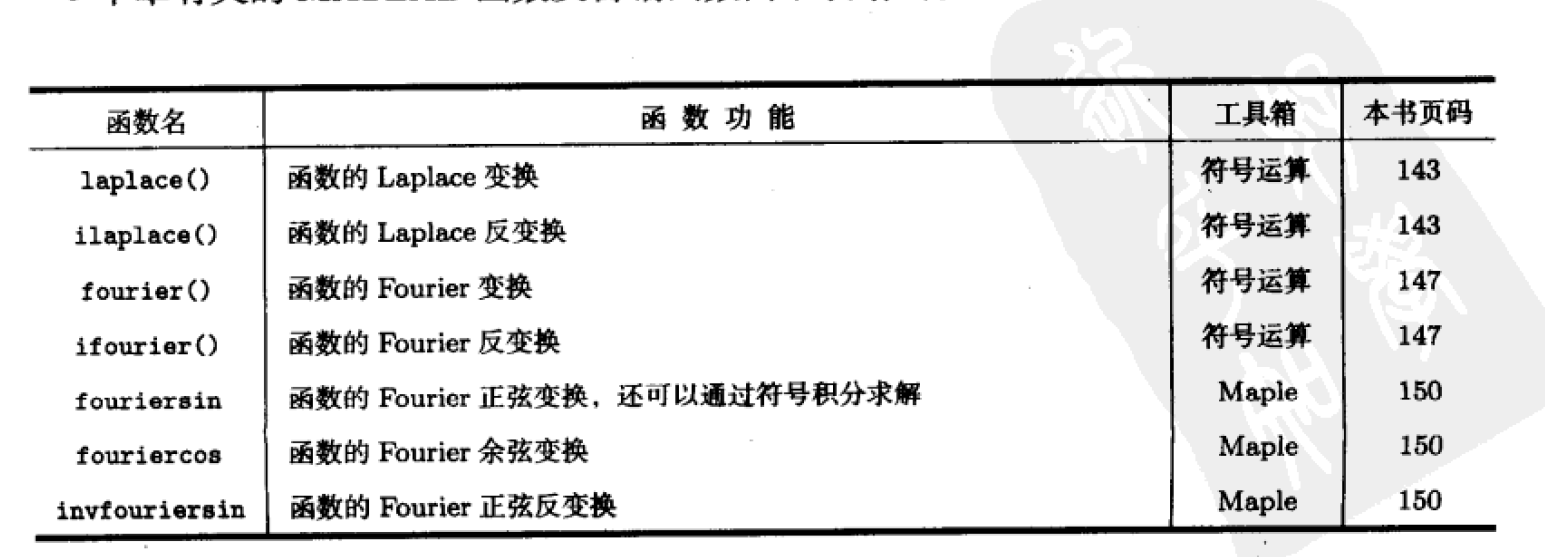 函数名 函 数 功 能 工具箱 本书页码
laplace() 函数的 Laplace 变换 符号运算 143
ilaplace() 函数的 Laplace 反变换 符号运算 143
fourier() 函数的 Fourier 变换 符号运算 147
ifourier() 函数的 Fourier 反变换 符号运算 147
fouriersin 函数的 Fourier 正弦变换，还可以通过符号积分求解 Maple 150
fouriercos 函数的 Fourier 余弦变换 Maple 150
invfouriersin 函数的 Fourier 正弦反变换 Maple 150